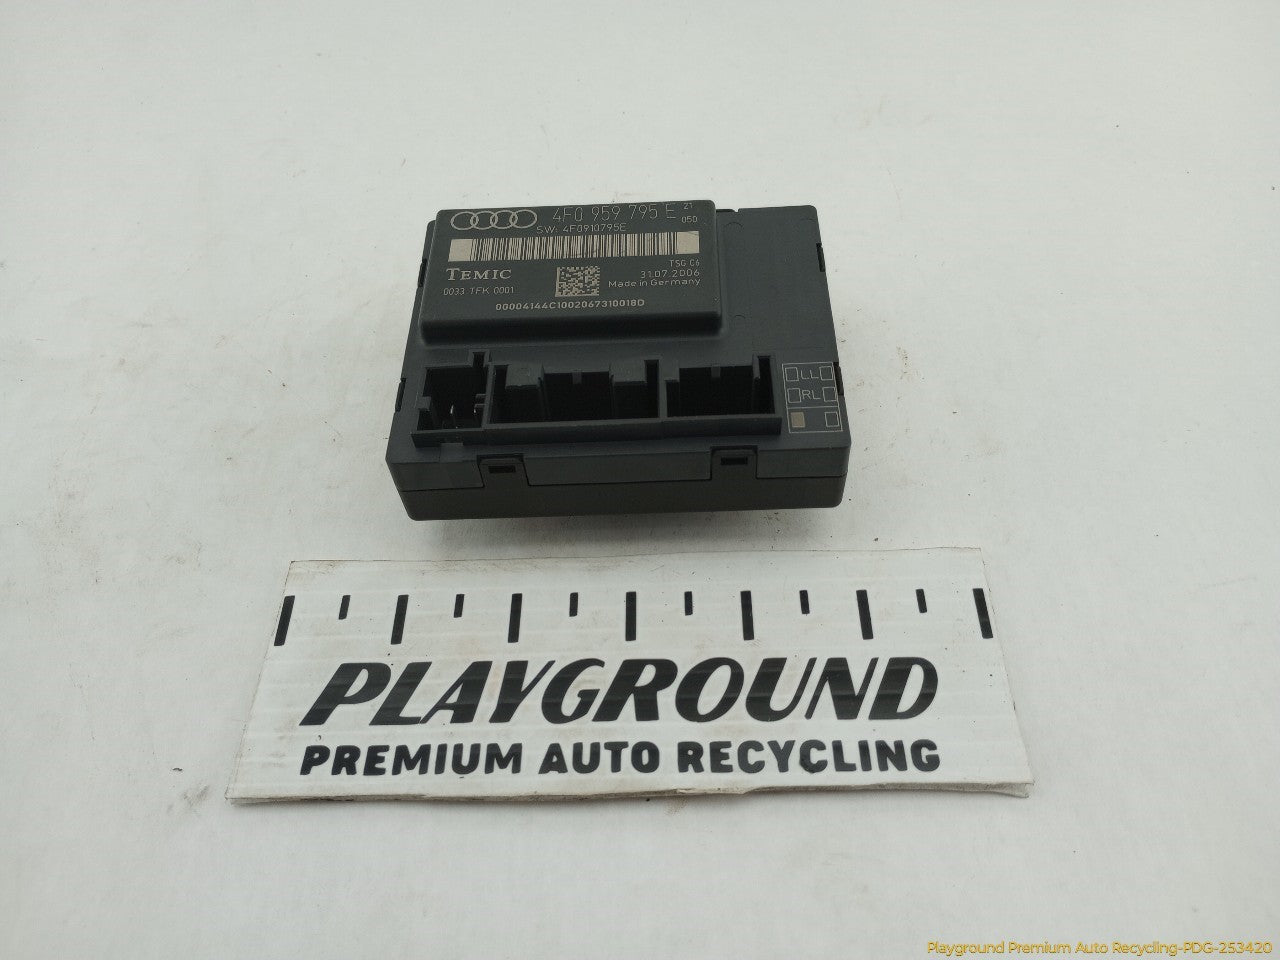 4F0 959 795 E 21
05D
SW: 4F0910795E
TEMIC
TSG C6
31.07.2006
0033 TFK 0001
Made in Germany
00004144C1002067310018D
LL
RL
PLAYGROUND
PREMIUM AUTO RECYCLING
Playground Premium Auto Recycling-PDG-253420